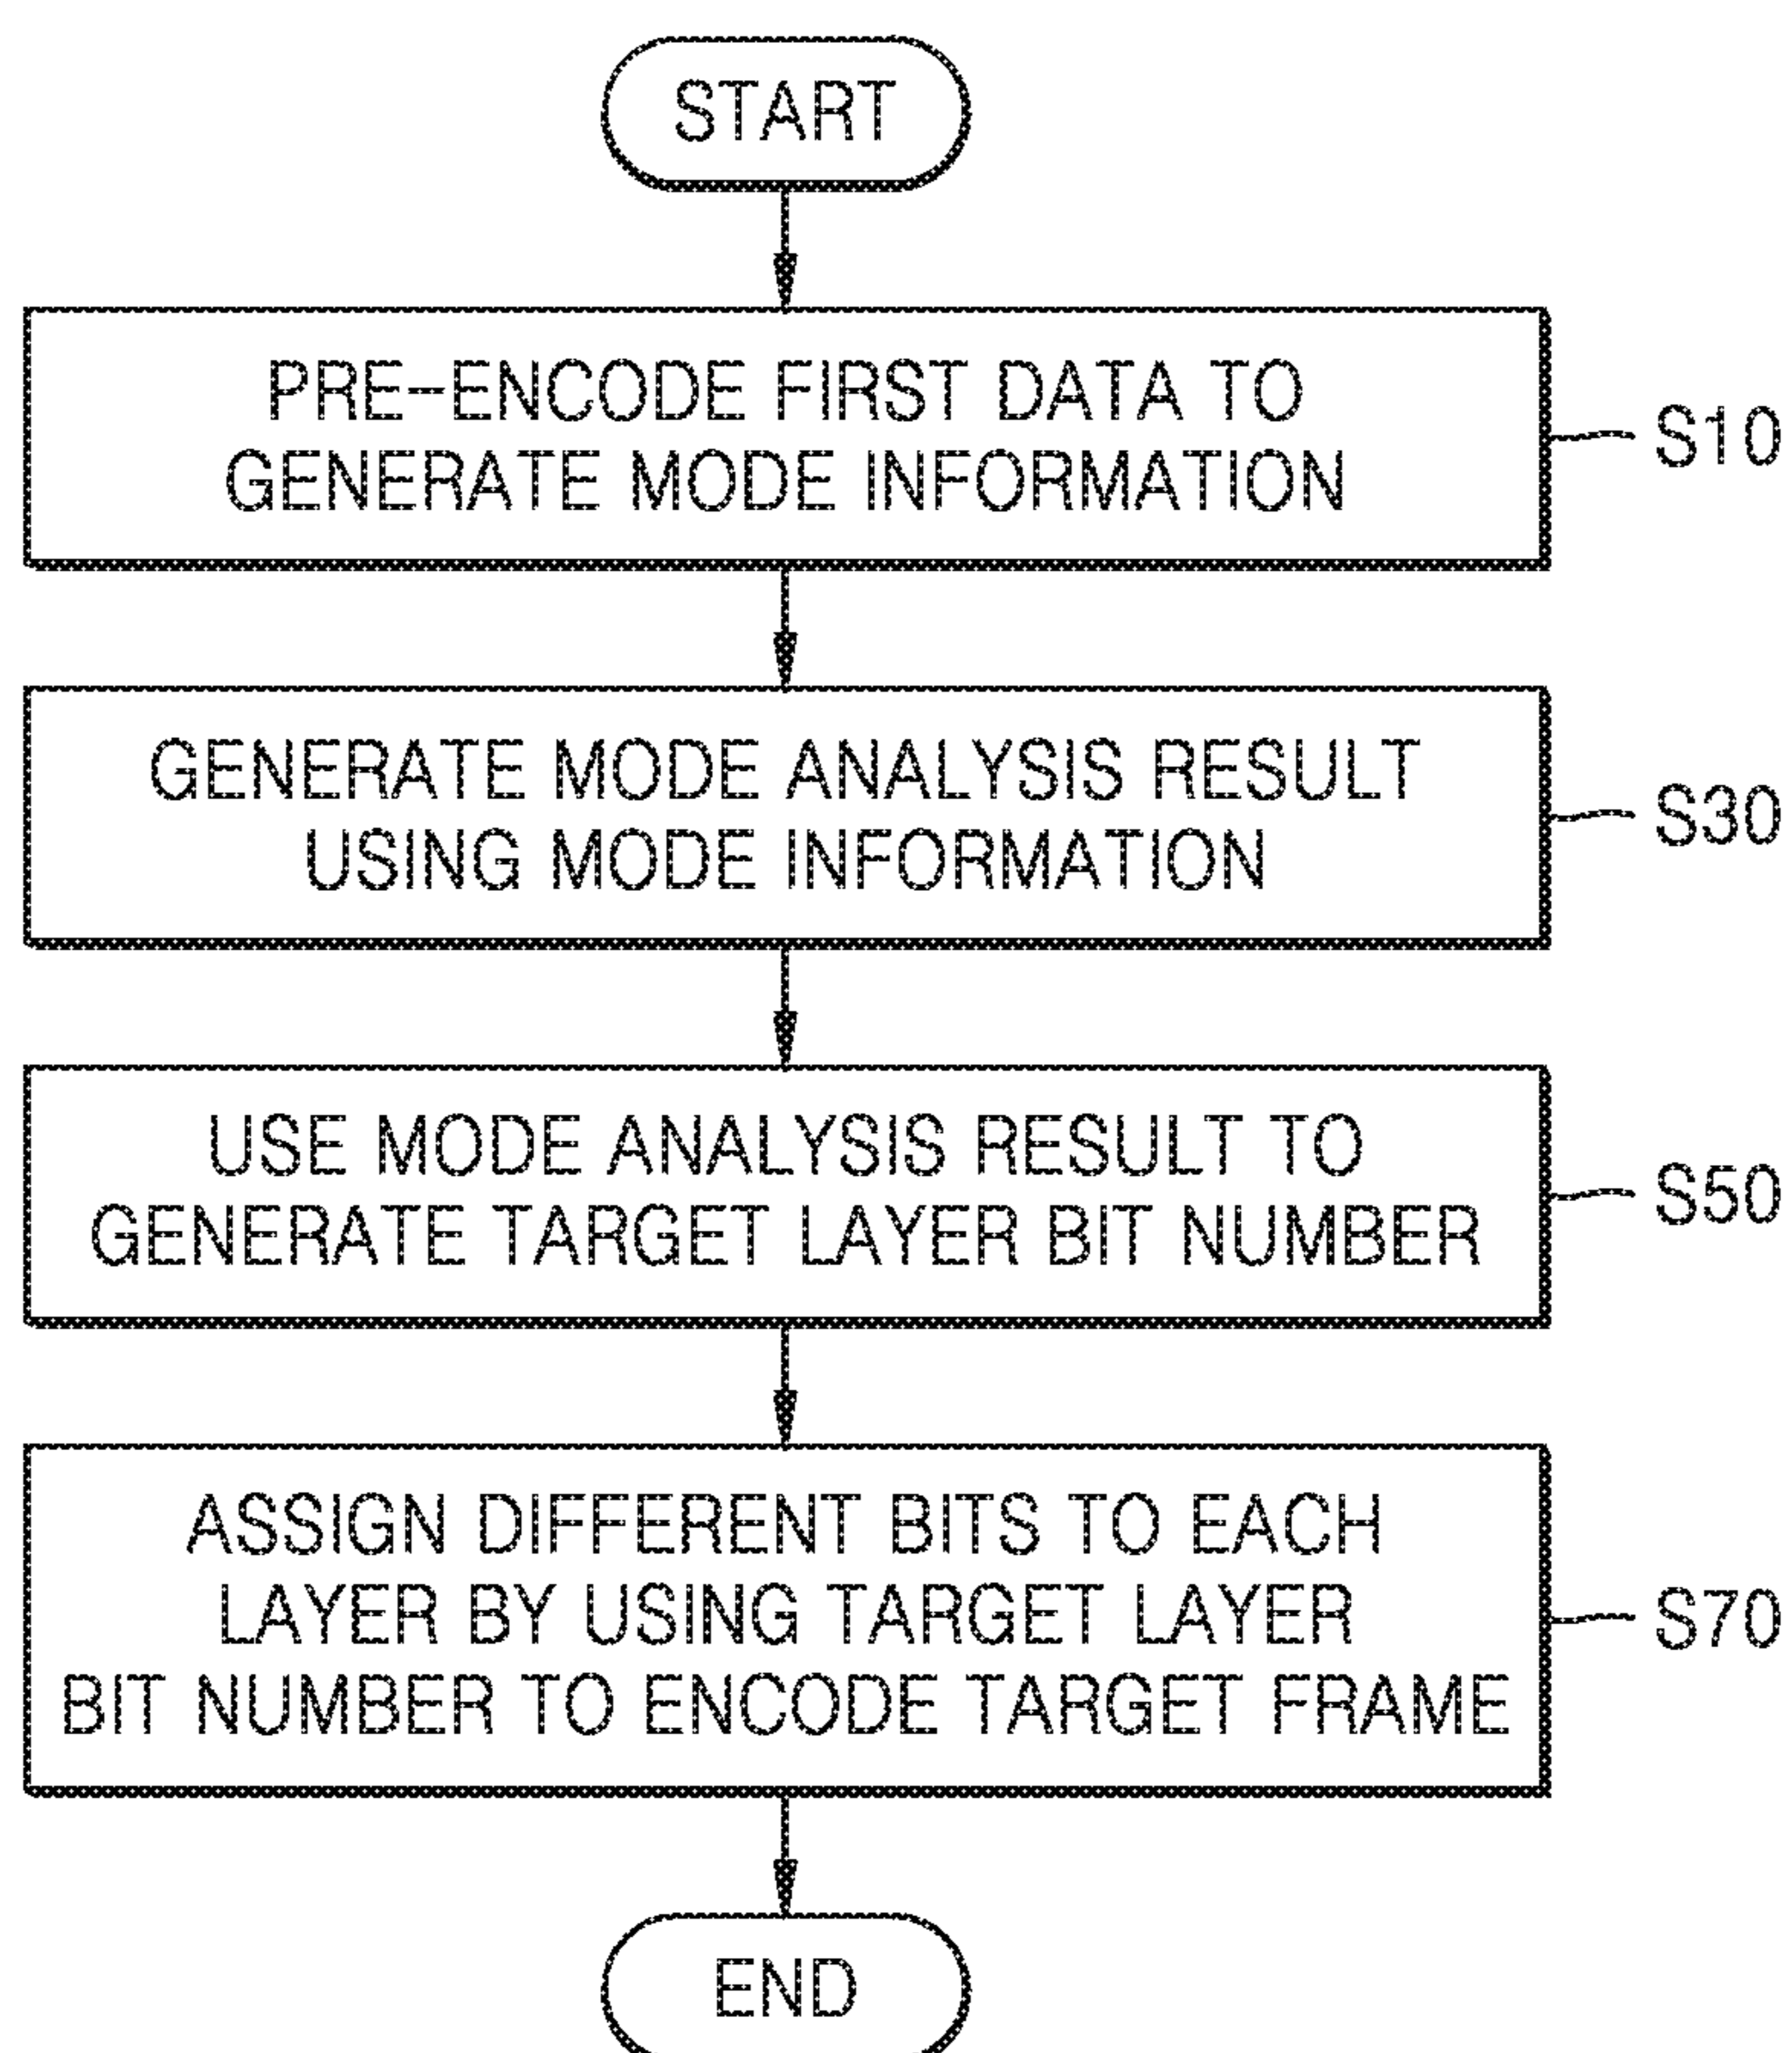 START
PRE-ENCODE FIRST DATA TO
GENERATE MODE INFORMATION
S10
GENERATE MODE ANALYSIS RESULT
USING MODE INFORMATION
S30
USE MODE ANALYSIS RESULT TO
GENERATE TARGET LAYER BIT NUMBER
S50
ASSIGN DIFFERENT BITS TO EACH
LAYER BY USING TARGET LAYER
BIT NUMBER TO ENCODE TARGET FRAME
S70
END